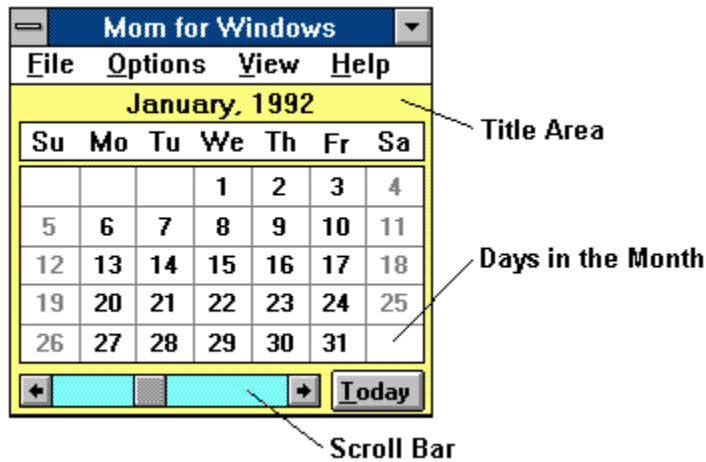 Mom for Windows
File Options View Help
January, 1992
Title Area
Su Mo Tu We Th Fr Sa
1 2 3 4
5 6 7 8 9 10 11
12 13 14 15 16 17 18
Days in the Month
19 20 21 22 23 24 25
26 27 28 29 30 31
Today
Scroll Bar